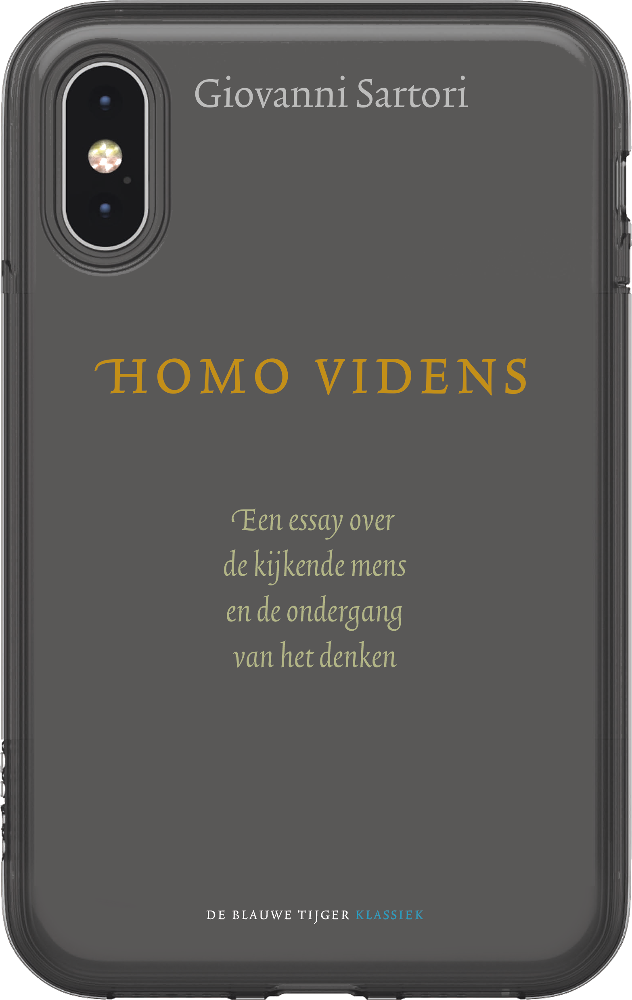 Giovanni Sartori
HOMO VIDENS
Een essay over
de kijkende mens
en de ondergang
van het denken
DE BLAUWE TIJGER KLASSIEK